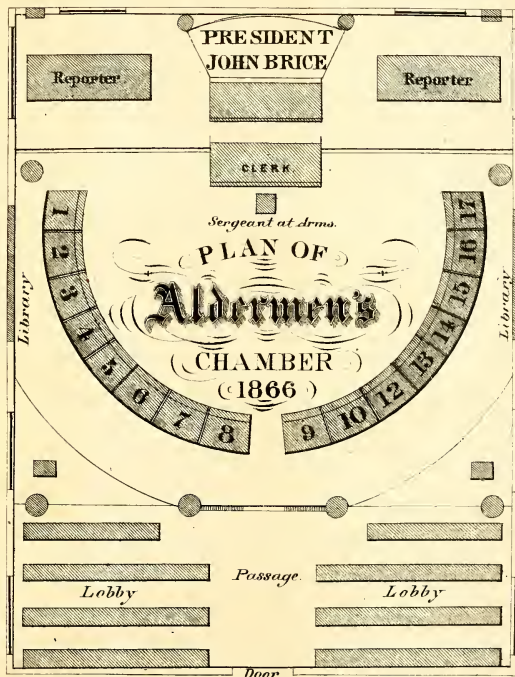 PRESIDENT
JOHN BRICE
Reporter
Reporter
CLERK
Sergeant at Arms.
PLAN OF
Aldermen's
CHAMBER
1866
Library
Library
1
2
3
4
5
6
7
8
9
10
12
13
14
15
16
17
Passage.
Lobby
Lobby
Door